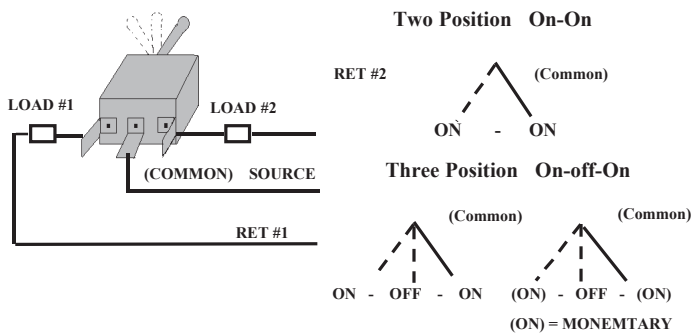 Two Position On-On
RET #2
(Common)
LOAD #1
LOAD #2
ON - ON
(COMMON) SOURCE
Three Position On-off-On
RET #1
(Common)
(Common)
ON - OFF - ON
(ON) - OFF - (ON)
(ON) = MONEMTARY